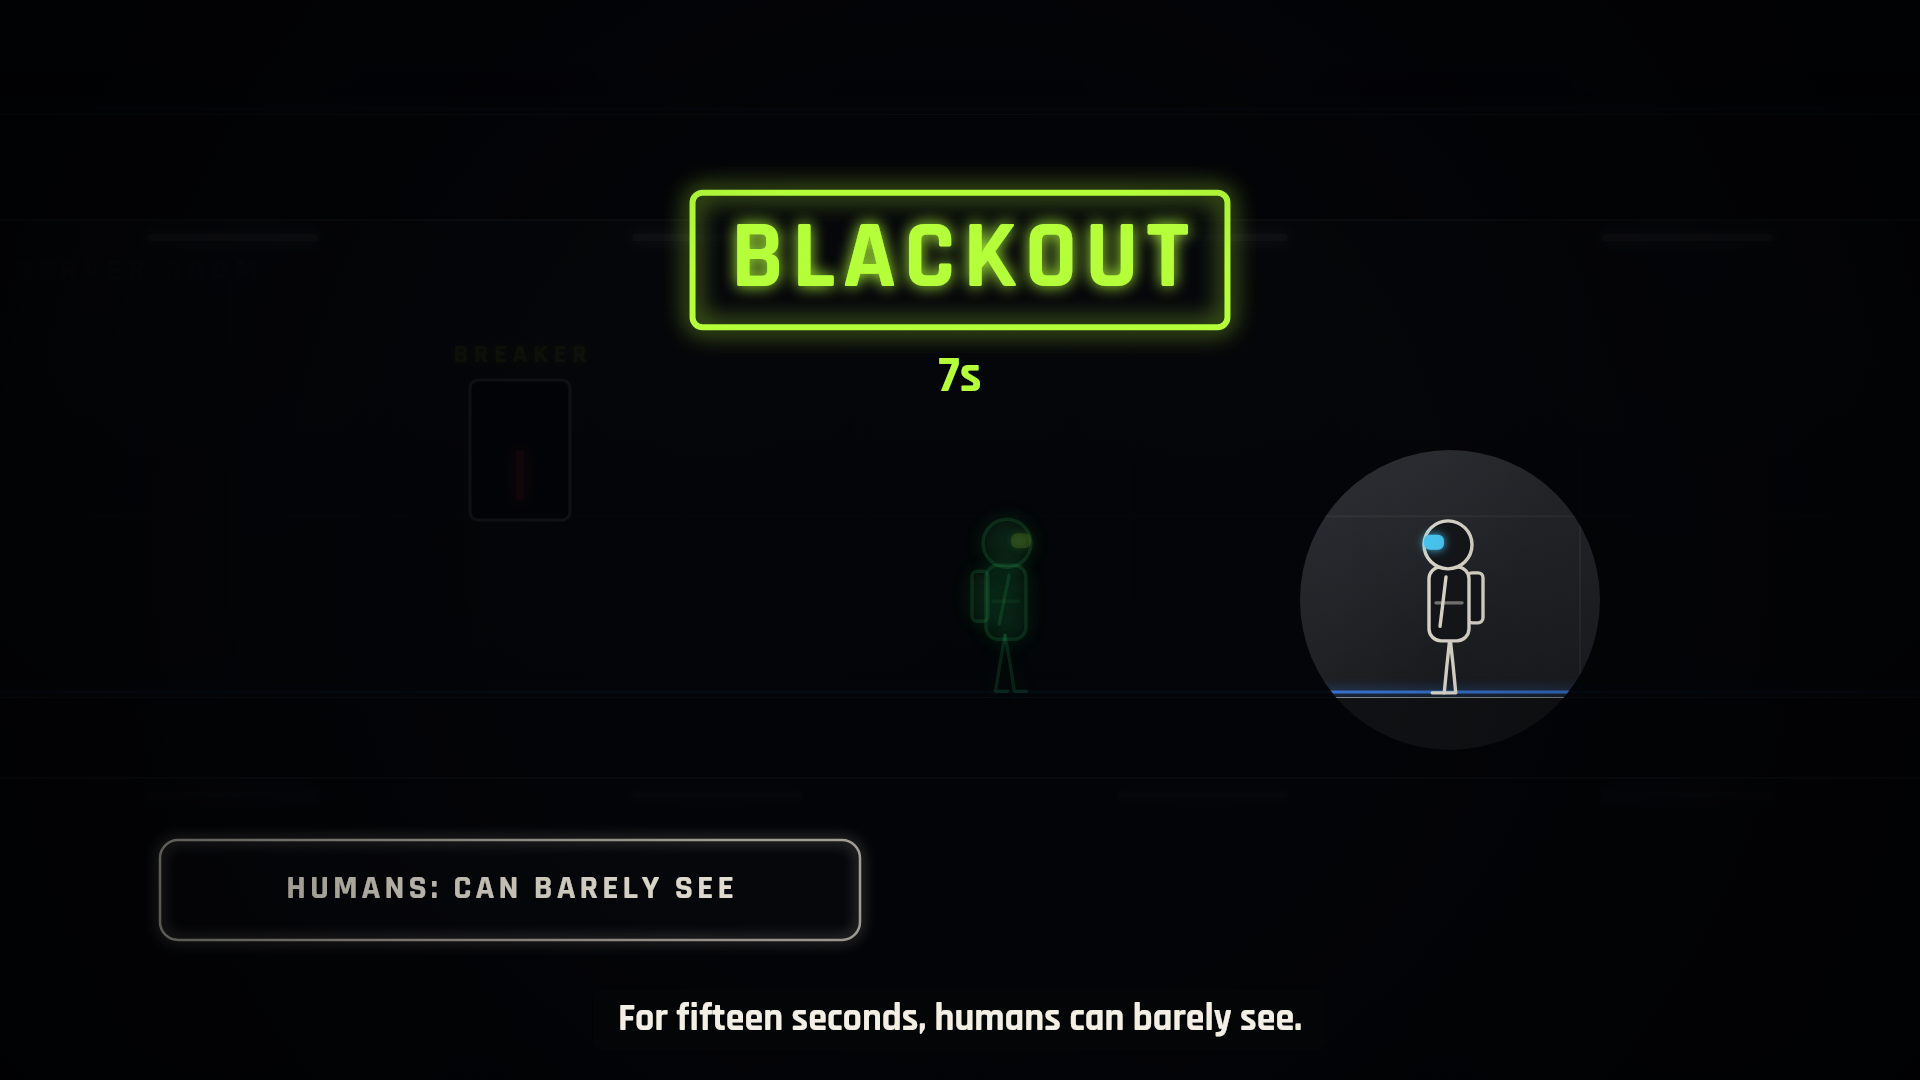 BLACKOUT
7s
BREAKER
HUMANS: CAN BARELY SEE
For fifteen seconds, humans can barely see.